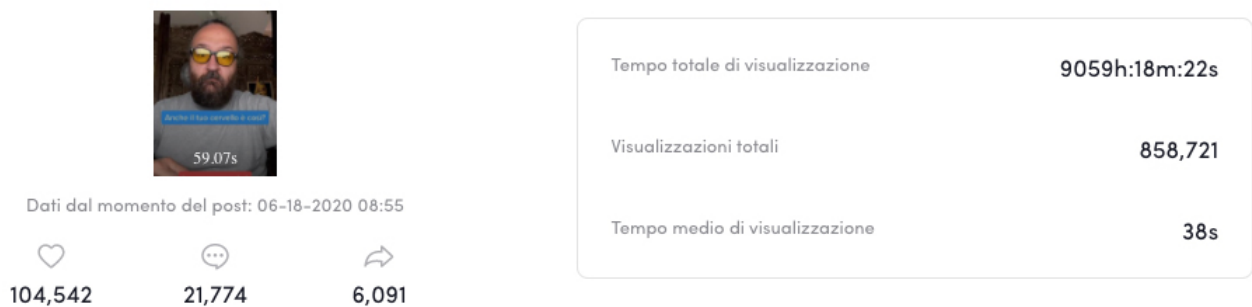 Anche il tuo cervello è così?
59.07s
Dati dal momento del post: 06-18-2020 08:55
104,542
21,774
6,091
Tempo totale di visualizzazione
9059h:18m:22s
Visualizzazioni totali
858,721
Tempo medio di visualizzazione
38s